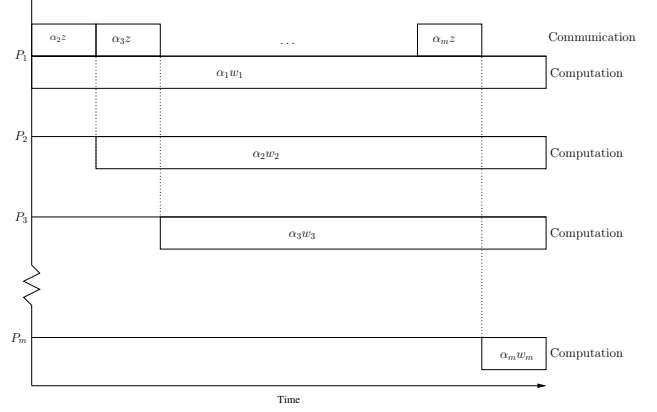 α₂z α₃z ... αₘz Communication
P₁
α₁w₁ Computation
P₂
α₂w₂ Computation
P₃
α₃w₃ Computation
Pₘ
αₘwₘ Computation
Time